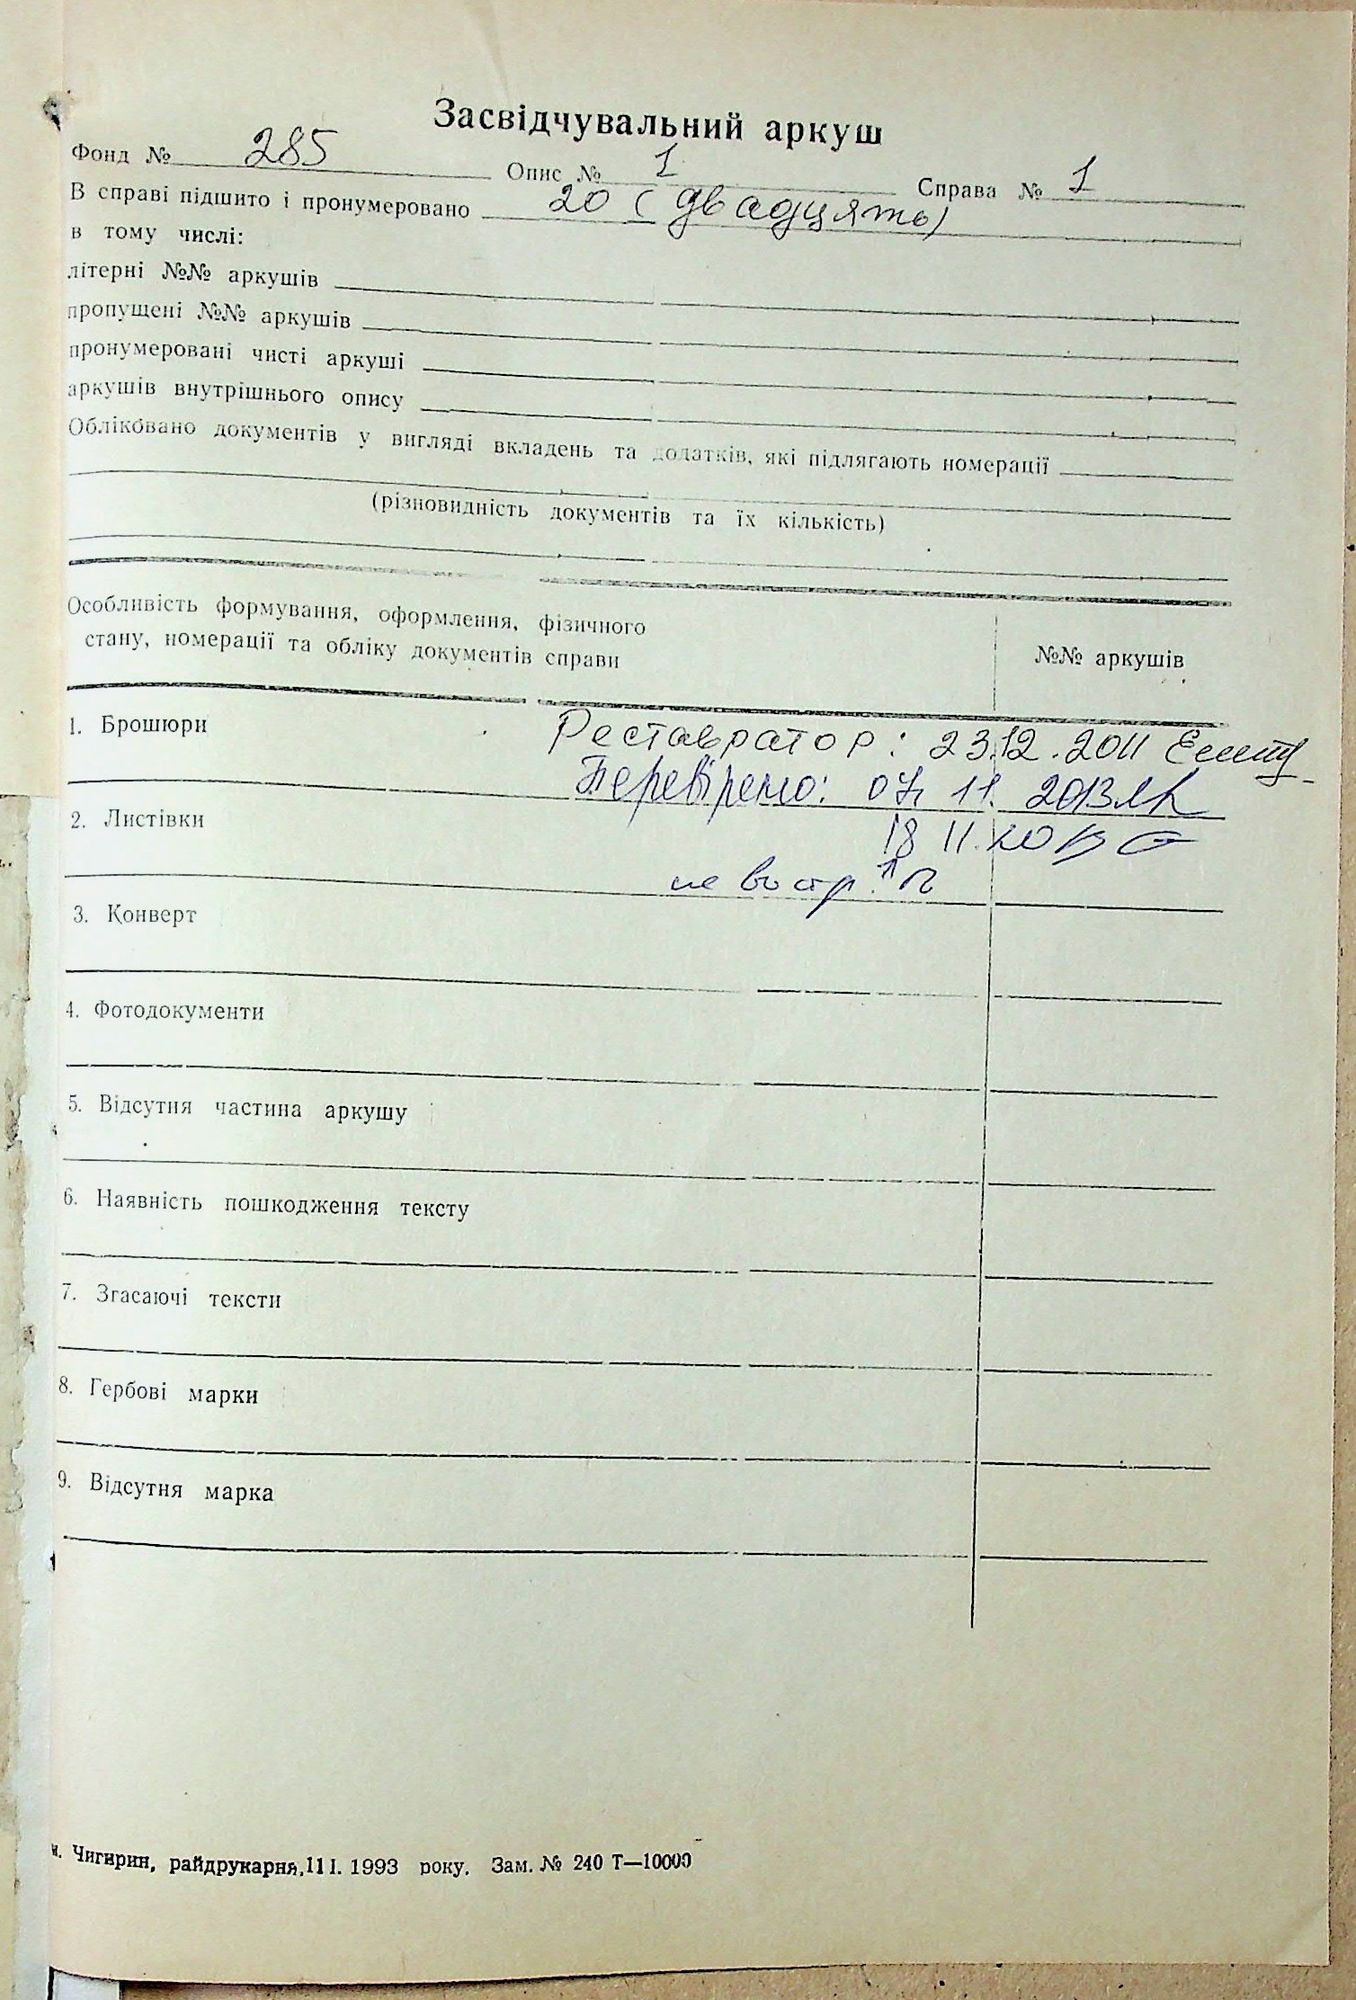 Засвідчувальний аркуш
Фонд № 285 Опис № 1 Справа № 1
В справі підшито і пронумеровано 20 (двадцять)
в тому числі:
літерні №№ аркушів
пропущені №№ аркушів
пронумеровані чисті аркуші
аркушів внутрішнього опису
Обліковано документів у вигляді вкладень та додатків, які підлягають номерації
(різновидність документів та їх кількість)
Особливість формування, оформлення, фізичного
стану, номерації та обліку документів справи
№№ аркушів
1. Брошюри
Реставратор: 23.12.2011
Перевірено: 07. 11. 2013
2. Листівки
18 11
3. Конверт
4. Фотодокументи
5. Відсутня частина аркушу
6. Наявність пошкодження тексту
7. Згасаючі тексти
8. Гербові марки
9. Відсутня марка
м. Чигирин, райдрукарня, 11 І. 1993 року. Зам. № 240 Т—10000